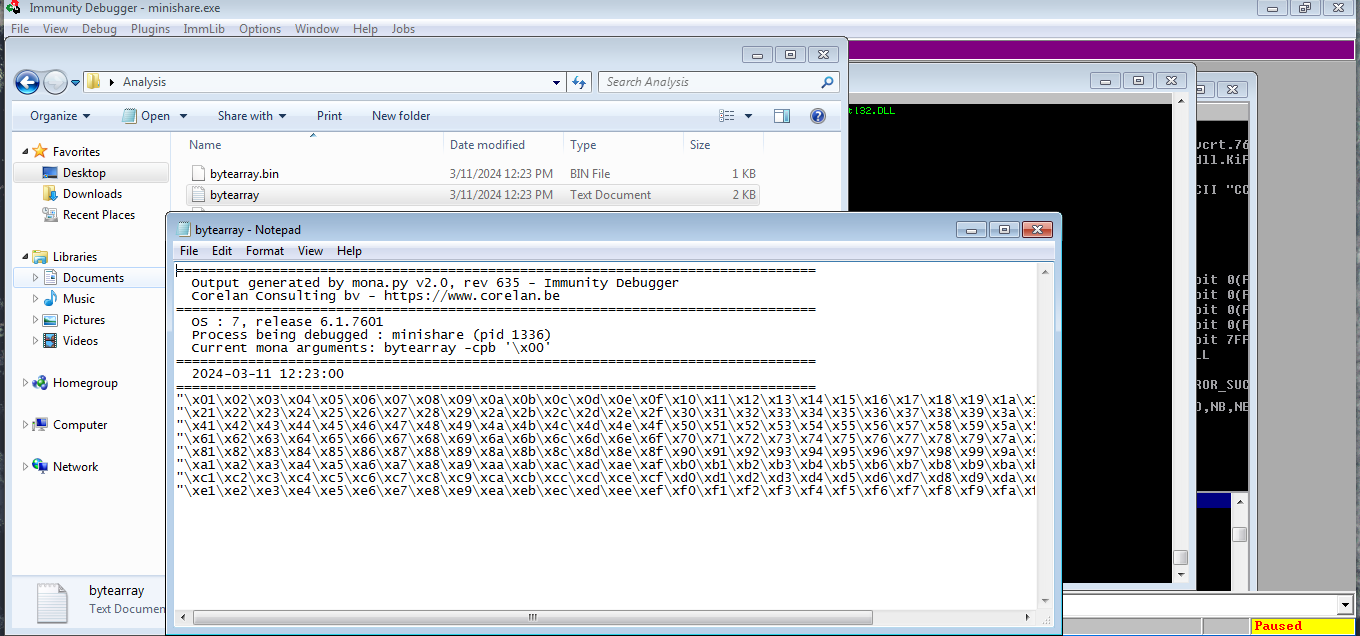 Immunity Debugger - minishare.exe
File View Debug Plugins ImmLib Options Window Help Jobs
Analysis
Search Analysis
Organize Open Share with Print New folder
Name Date modified Type Size
bytearray.bin 3/11/2024 12:23 PM BIN File 1 KB
bytearray 3/11/2024 12:23 PM Text Document 2 KB
Favorites
Desktop
Downloads
Recent Places
Libraries
Documents
Music
Pictures
Videos
Homegroup
Computer
Network
bytearray
Text Documen
bytearray - Notepad
File Edit Format View Help
================================================================================
Output generated by mona.py v2.0, rev 635 - Immunity Debugger
Corelan Consulting bv - https://www.corelan.be
================================================================================
OS : 7, release 6.1.7601
Process being debugged : minishare (pid 1336)
Current mona arguments: bytearray -cpb '\x00'
================================================================================
2024-03-11 12:23:00
================================================================================
"\x01\x02\x03\x04\x05\x06\x07\x08\x09\x0a\x0b\x0c\x0d\x0e\x0f\x10\x11\x12\x13\x14\x15\x16\x17\x18\x19\x1a\x1
"\x21\x22\x23\x24\x25\x26\x27\x28\x29\x2a\x2b\x2c\x2d\x2e\x2f\x30\x31\x32\x33\x34\x35\x36\x37\x38\x39\x3a\x3
"\x41\x42\x43\x44\x45\x46\x47\x48\x49\x4a\x4b\x4c\x4d\x4e\x4f\x50\x51\x52\x53\x54\x55\x56\x57\x58\x59\x5a\x5
"\x61\x62\x63\x64\x65\x66\x67\x68\x69\x6a\x6b\x6c\x6d\x6e\x6f\x70\x71\x72\x73\x74\x75\x76\x77\x78\x79\x7a\x7
"\x81\x82\x83\x84\x85\x86\x87\x88\x89\x8a\x8b\x8c\x8d\x8e\x8f\x90\x91\x92\x93\x94\x95\x96\x97\x98\x99\x9a\x9
"\xa1\xa2\xa3\xa4\xa5\xa6\xa7\xa8\xa9\xaa\xab\xac\xad\xae\xaf\xb0\xb1\xb2\xb3\xb4\xb5\xb6\xb7\xb8\xb9\xba\xb
"\xc1\xc2\xc3\xc4\xc5\xc6\xc7\xc8\xc9\xca\xcb\xcc\xcd\xce\xcf\xd0\xd1\xd2\xd3\xd4\xd5\xd6\xd7\xd8\xd9\xda\xd
"\xe1\xe2\xe3\xe4\xe5\xe6\xe7\xe8\xe9\xea\xeb\xec\xed\xee\xef\xf0\xf1\xf2\xf3\xf4\xf5\xf6\xf7\xf8\xf9\xfa\xf
t32.DLL
vcrt.76
dll.KiF
CII "CC
bit 0(F
bit 0(F
bit 0(F
bit 0(F
bit 7FF
LL
ROR_SUC
O,NB,NE
Paused